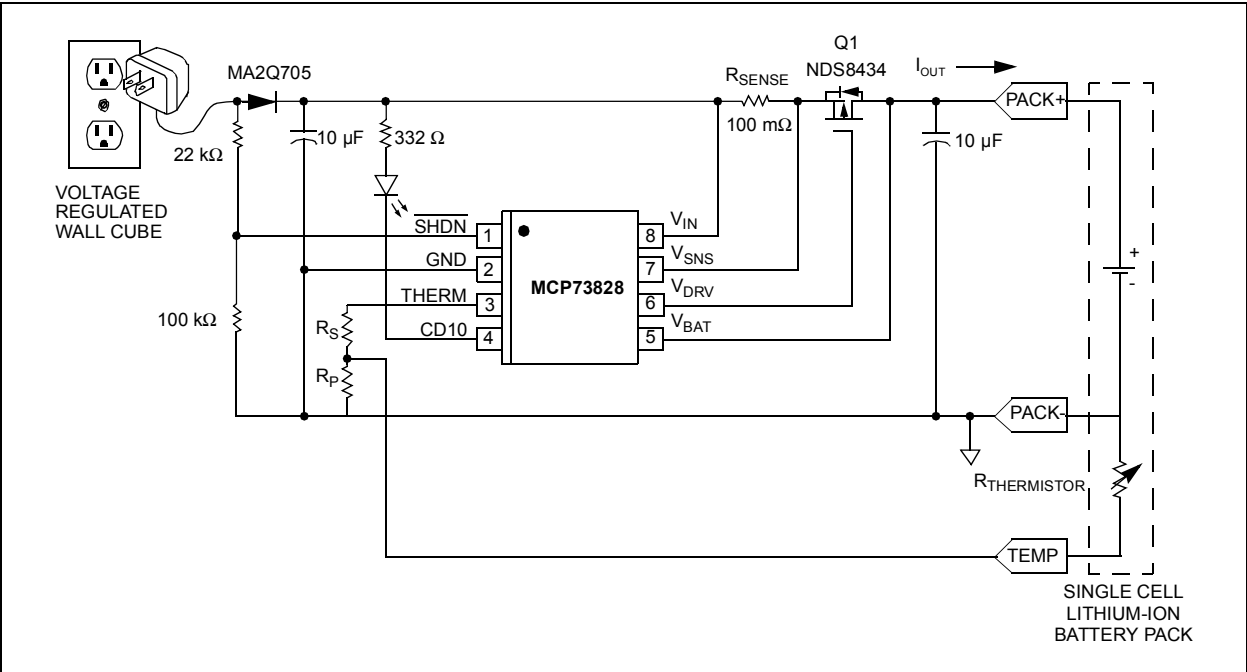 Q1
NDS8434
MA2Q705
R_SENSE
I_OUT
PACK+
100 mΩ
10 µF
332 Ω
10 µF
22 kΩ
VOLTAGE
REGULATED
WALL CUBE
SHDN
1
8
V_IN
GND
2
7
V_SNS
+
-
MCP73828
THERM
3
6
V_DRV
100 kΩ
R_S
CD10
4
5
V_BAT
R_P
PACK-
R_THERMISTOR
TEMP
SINGLE CELL
LITHIUM-ION
BATTERY PACK